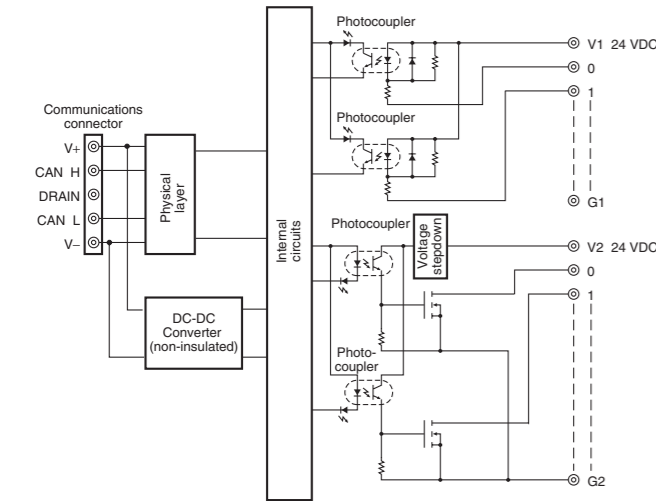 Photocoupler
V1 24 VDC
0
1
Communications
connector
Photocoupler
V+
CAN H
DRAIN
CAN L
V−
Physical
layer
Internal
circuits
G1
Photocoupler
Voltage
stepdown
V2 24 VDC
0
1
DC-DC
Converter
(non-insulated)
Photo-
coupler
G2